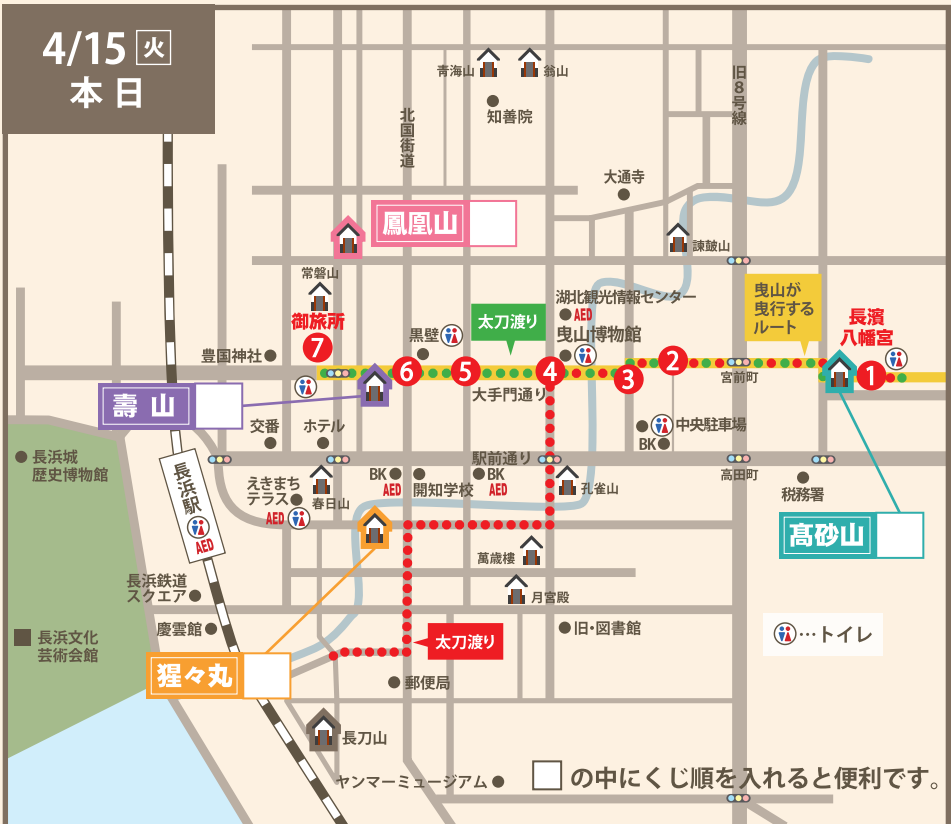 4/15 火
本日
青海山
翁山
知善院
北国街道
旧8号線
大通寺
鳳凰山
諫皷山
常磐山
御旅所
7
豊国神社
黒壁
太刀渡り
湖北観光情報センター
AED
曳山博物館
曳山が
曳行する
ルート
長濱
八幡宮
6
5
4
3
2
1
大手門通り
宮前町
壽山
交番
ホテル
中央駐車場
BK
長浜城
歴史博物館
長浜駅
AED
えきまち
テラス
AED
春日山
BK
AED
開知学校
駅前通り
BK
AED
孔雀山
高田町
税務署
髙砂山
萬歳樓
月宮殿
長浜鉄道
スクエア
慶雲館
長浜文化
芸術会館
猩々丸
太刀渡り
旧・図書館
…トイレ
郵便局
長刀山
ヤンマーミュージアム
の中にくじ順を入れると便利です。